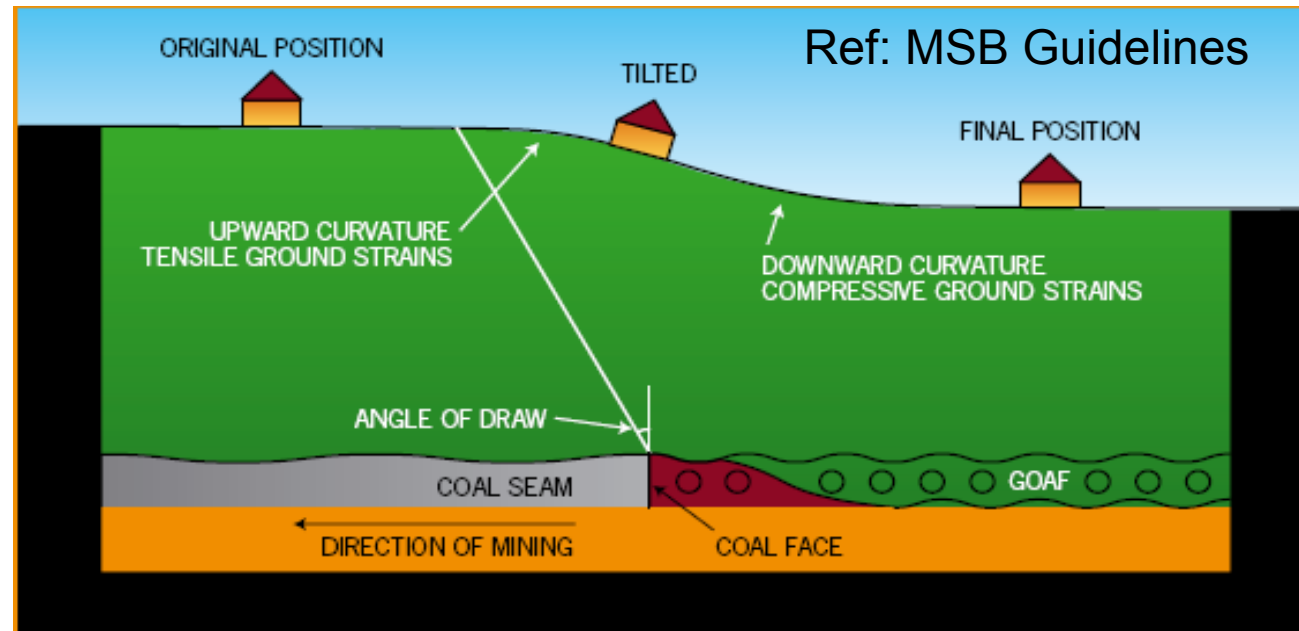 Ref: MSB Guidelines
ORIGINAL POSITION
TILTED
FINAL POSITION
UPWARD CURVATURE
TENSILE GROUND STRAINS
DOWNWARD CURVATURE
COMPRESSIVE GROUND STRAINS
ANGLE OF DRAW
COAL SEAM
GOAF
DIRECTION OF MINING
COAL FACE